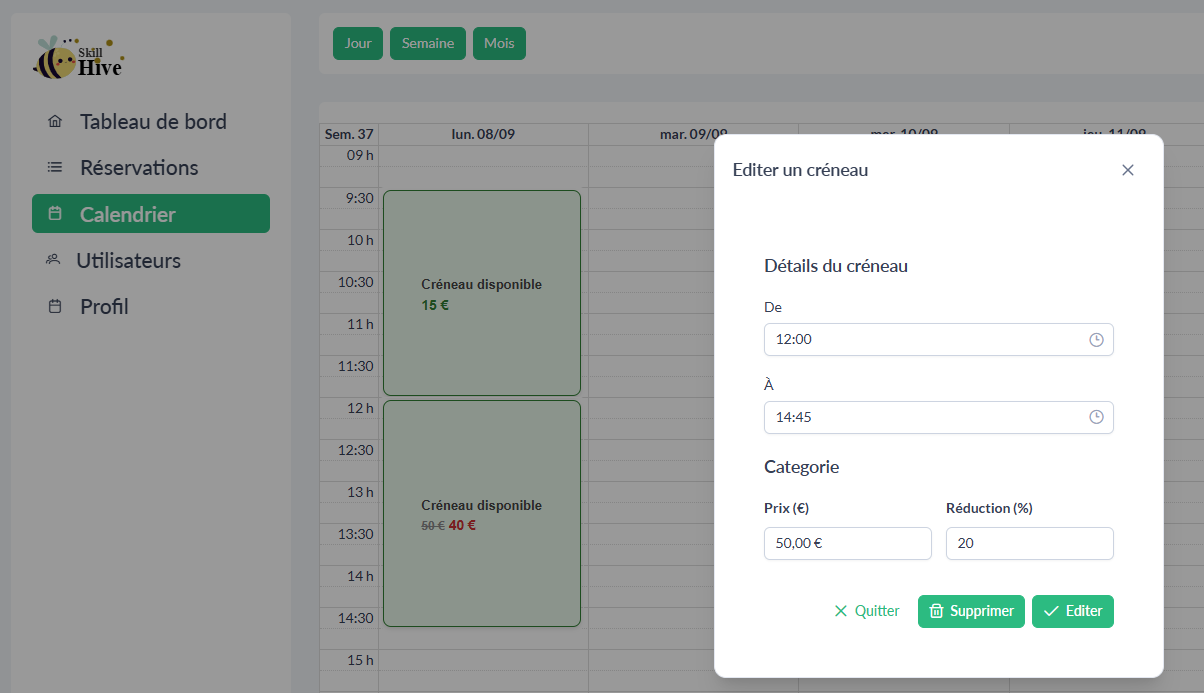 Skill
Hive
Tableau de bord
Réservations
Calendrier
Utilisateurs
Profil
Jour Semaine Mois
Sem. 37 lun. 08/09 mar. 09/09 mer. 10/09 jeu. 11/09
09 h
9:30
10 h
10:30
11 h
11:30
12 h
12:30
13 h
13:30
14 h
14:30
15 h
Créneau disponible
15 €
Créneau disponible
50 € 40 €
Editer un créneau
Détails du créneau
De
12:00
À
14:45
Categorie
Prix (€) Réduction (%)
50,00 € 20
Quitter Supprimer Editer